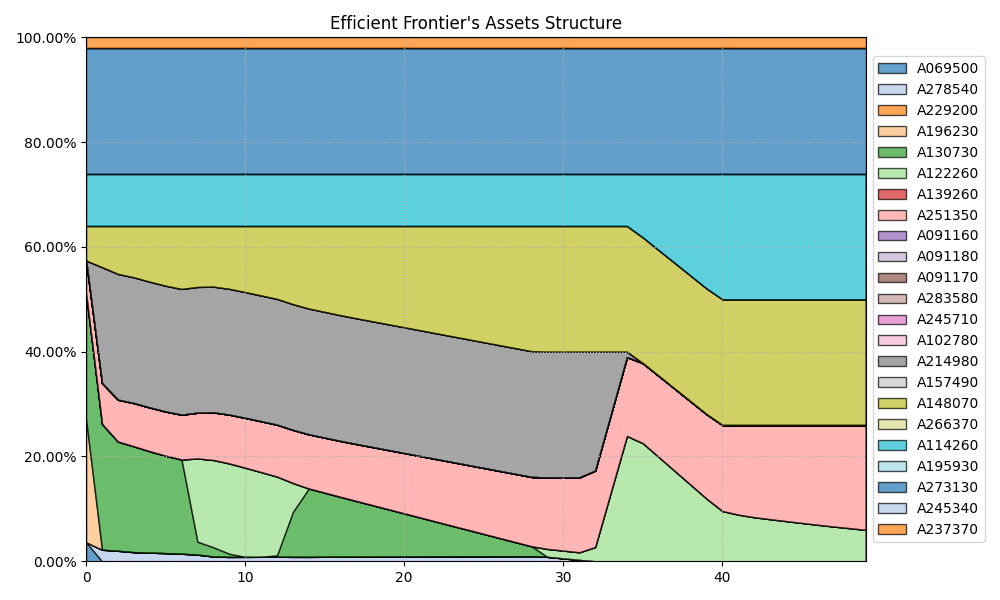 Efficient Frontier's Assets Structure
100.00%
80.00%
60.00%
40.00%
20.00%
0.00%
0
10
20
30
40
A069500
A278540
A229200
A196230
A130730
A122260
A139260
A251350
A091160
A091180
A091170
A283580
A245710
A102780
A214980
A157490
A148070
A266370
A114260
A195930
A273130
A245340
A237370